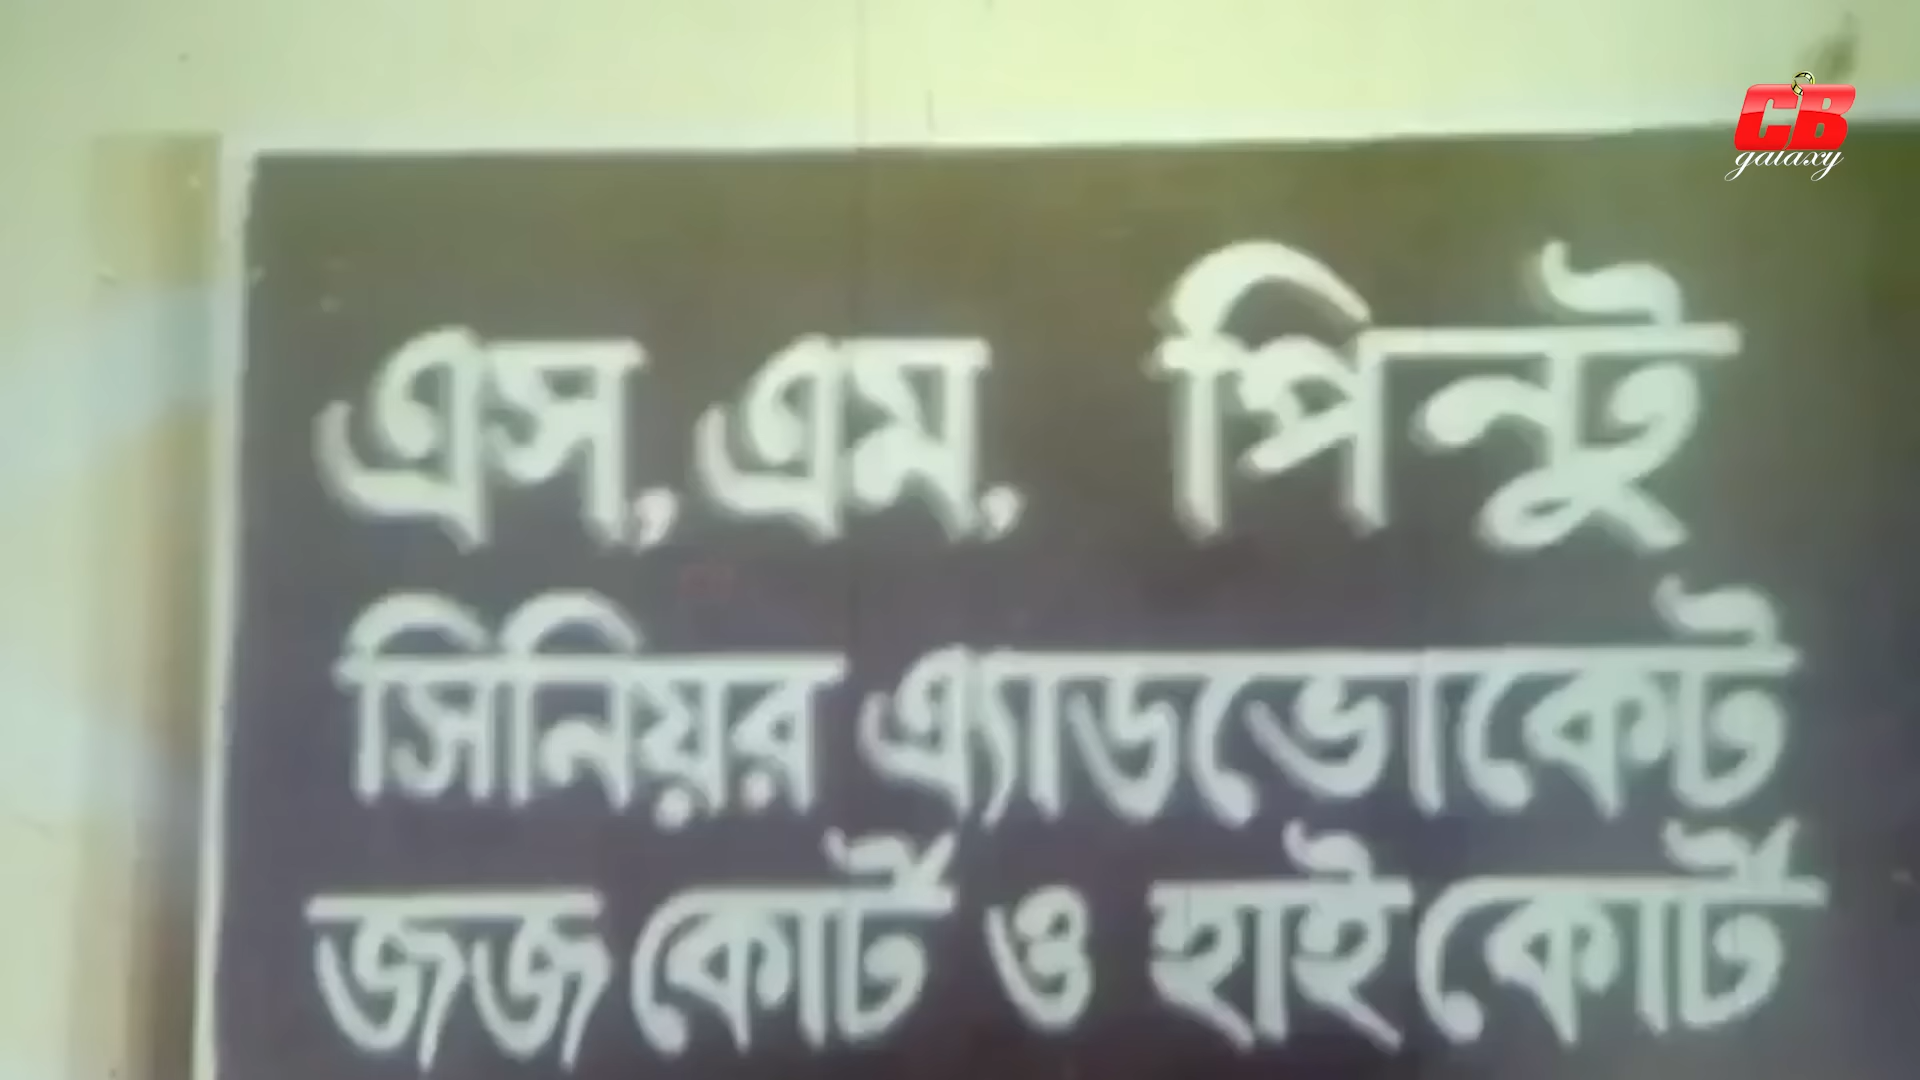 CB
galaxy
এস,এম, পিন্টু
সিনিয়র এ্যাডভোকেট
জজ কোর্ট ও হাই কোর্ট